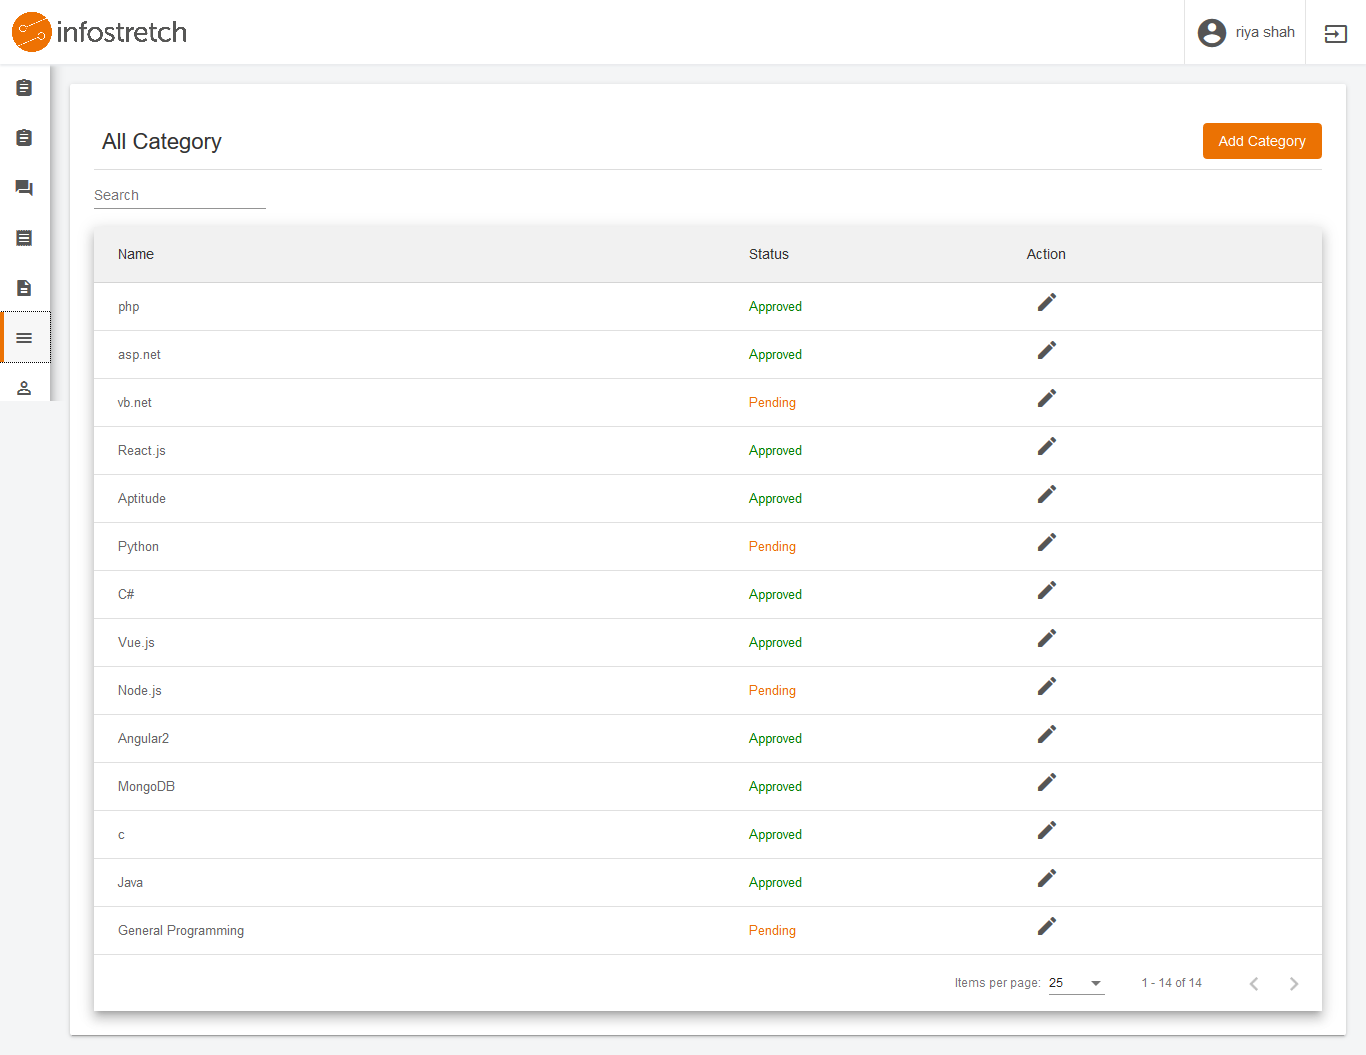 infostretch
riya shah
All Category
Add Category
Search
Name Status Action
php Approved
asp.net Approved
vb.net Pending
React.js Approved
Aptitude Approved
Python Pending
C# Approved
Vue.js Approved
Node.js Pending
Angular2 Approved
MongoDB Approved
c Approved
Java Approved
General Programming Pending
Items per page: 25 1 - 14 of 14